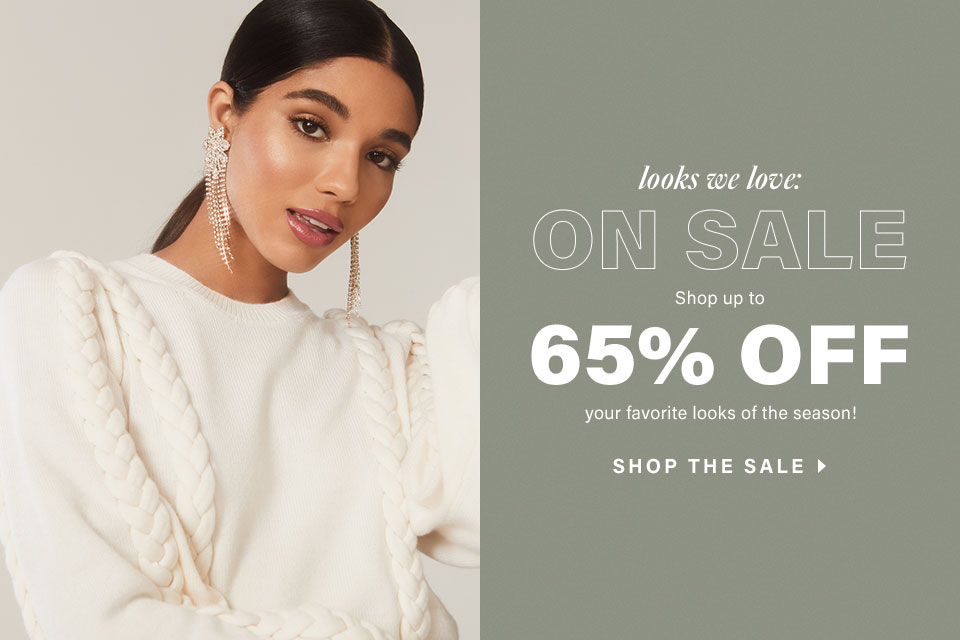 looks we love:
ON SALE
Shop up to
65% OFF
your favorite looks of the season!
SHOP THE SALE